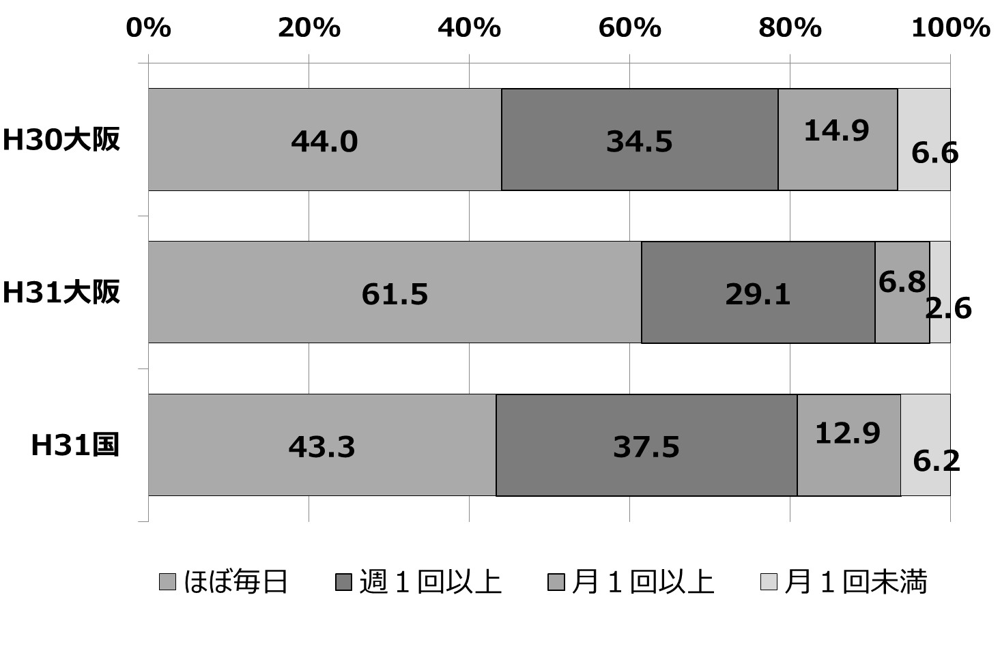 0% 20% 40% 60% 80% 100%
H30大阪 44.0 34.5 14.9 6.6
H31大阪 61.5 29.1 6.8 2.6
H31国 43.3 37.5 12.9 6.2
ほぼ毎日 週１回以上 月１回以上 月１回未満